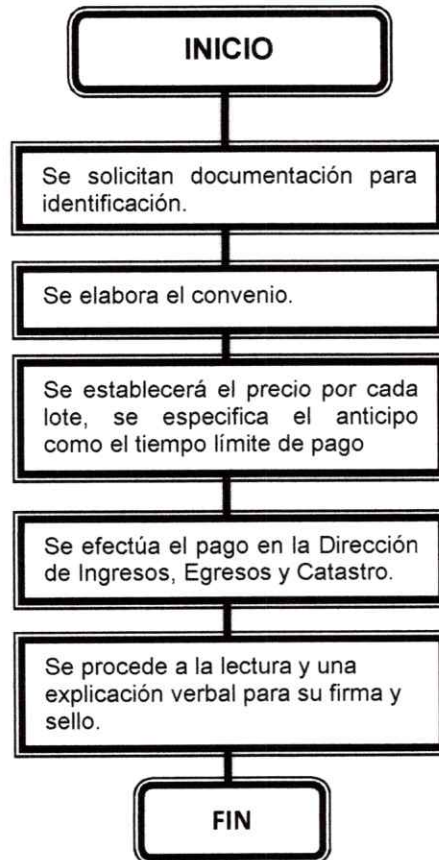 INICIO
Se solicitan documentación para
identificación.
Se elabora el convenio.
Se establecerá el precio por cada
lote, se especifica el anticipo
como el tiempo límite de pago
Se efectúa el pago en la Dirección
de Ingresos, Egresos y Catastro.
Se procede a la lectura y una
explicación verbal para su firma y
sello.
FIN